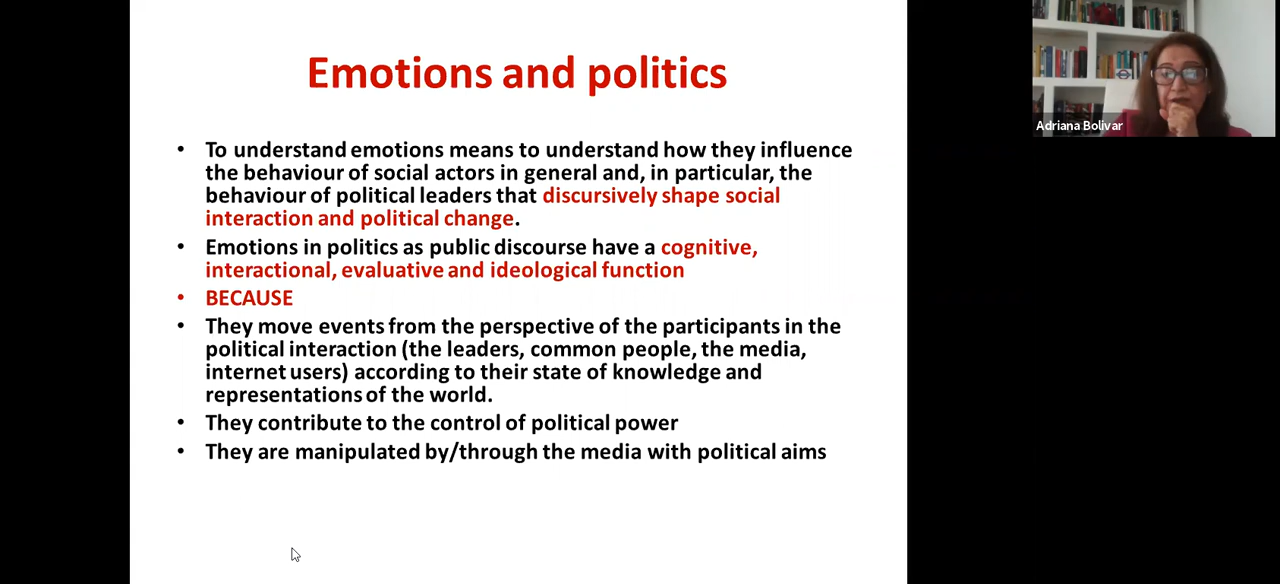 Emotions and politics
Adriana Bolivar
• To understand emotions means to understand how they influence
the behaviour of social actors in general and, in particular, the
behaviour of political leaders that discursively shape social
interaction and political change.
• Emotions in politics as public discourse have a cognitive,
interactional, evaluative and ideological function
• BECAUSE
• They move events from the perspective of the participants in the
political interaction (the leaders, common people, the media,
internet users) according to their state of knowledge and
representations of the world.
• They contribute to the control of political power
• They are manipulated by/through the media with political aims